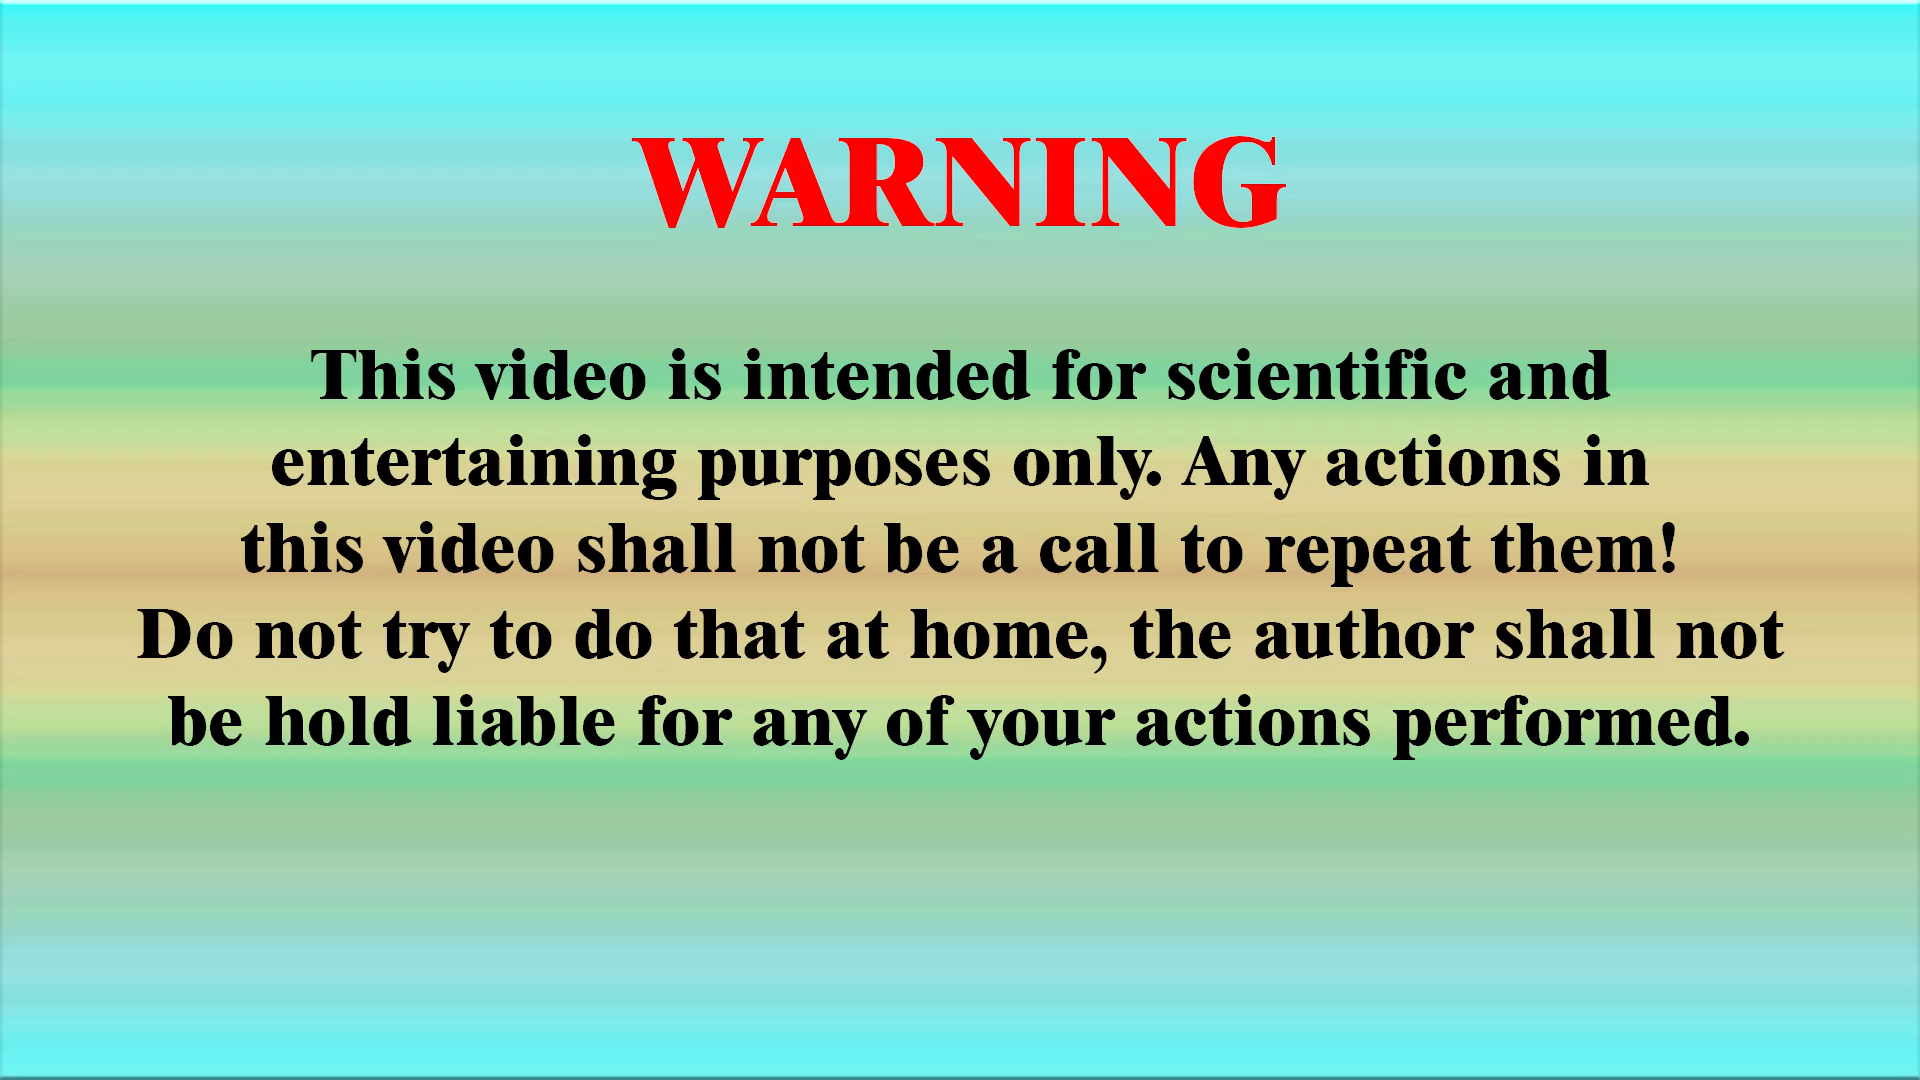 WARNING
This video is intended for scientific and
entertaining purposes only. Any actions in
this video shall not be a call to repeat them!
Do not try to do that at home, the author shall not
be hold liable for any of your actions performed.